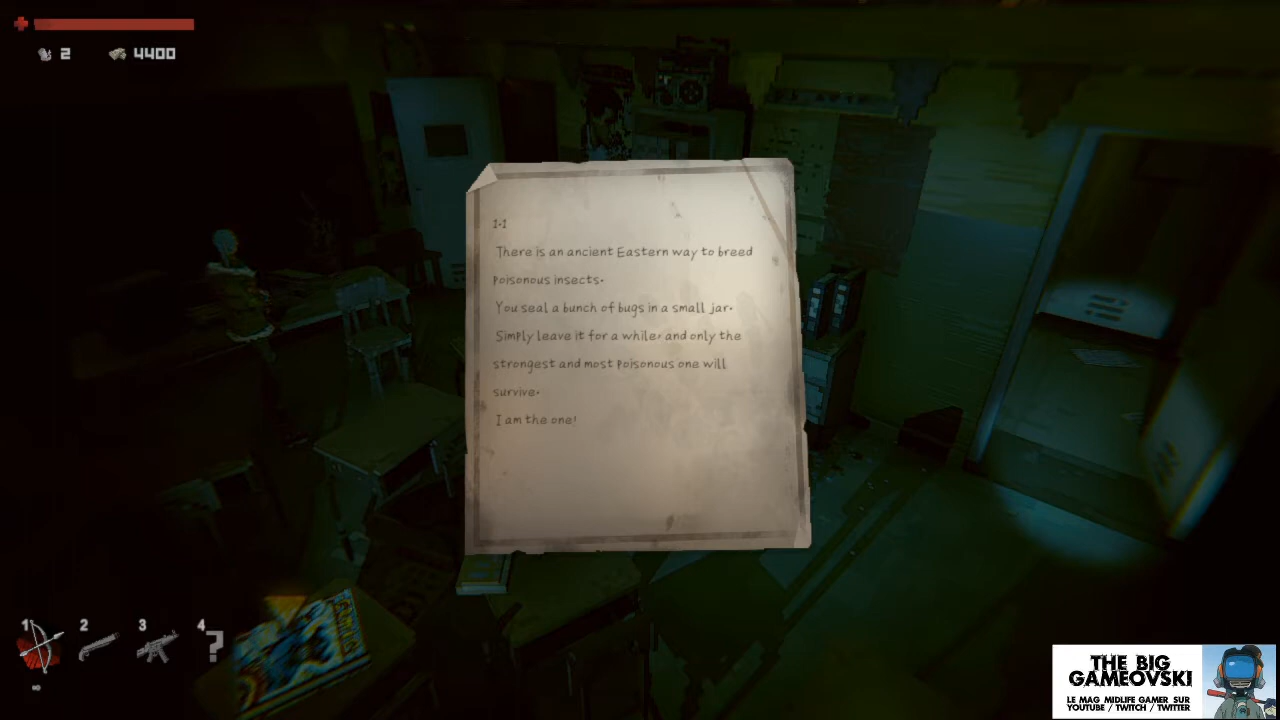 2
4400
1.1
There is an ancient Eastern way to breed
poisonous insects.
You seal a bunch of bugs in a small jar.
Simply leave it for a while, and only the
strongest and most poisonous one will
survive.
I am the one!
1
2
3
4
?
∞
THE BIG
GAMEOVSKI
LE MAG MIDLIFE GAMER SUR
YOUTUBE / TWITCH / TWITTER